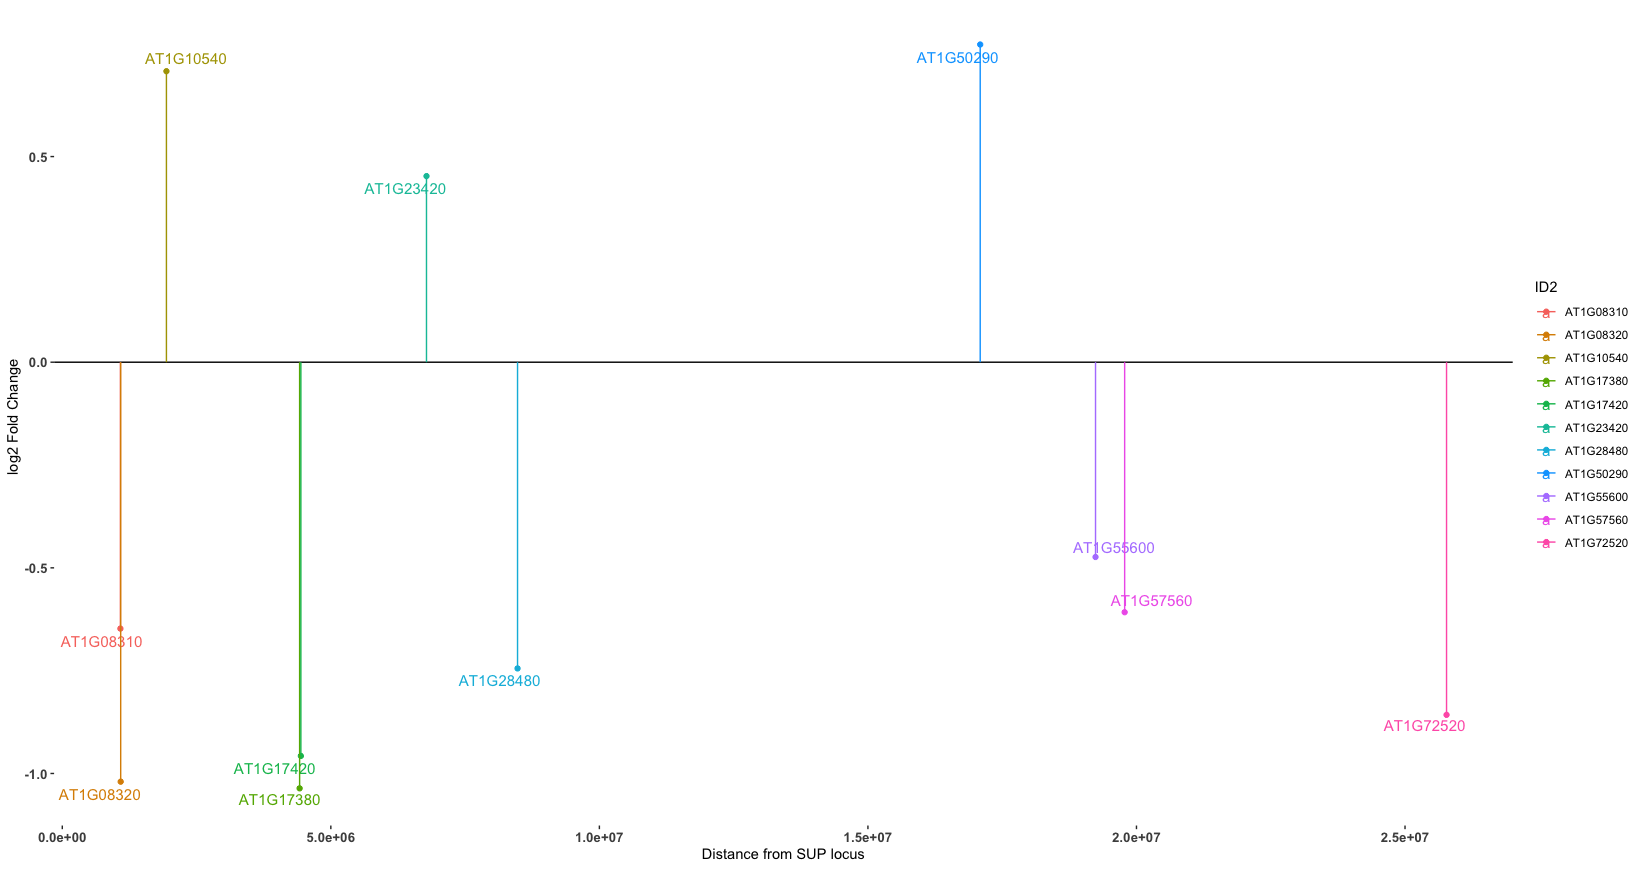 AT1G10540
AT1G50290
0.5
AT1G23420
ID2
AT1G08310
AT1G08320
AT1G10540
AT1G17380
AT1G17420
AT1G23420
AT1G28480
AT1G50290
AT1G55600
AT1G57560
AT1G72520
0.0
log2 Fold Change
AT1G55600
-0.5
AT1G57560
AT1G08310
AT1G28480
AT1G72520
AT1G17420
-1.0
AT1G08320
AT1G17380
0.0e+00 5.0e+06 1.0e+07 1.5e+07 2.0e+07 2.5e+07
Distance from SUP locus